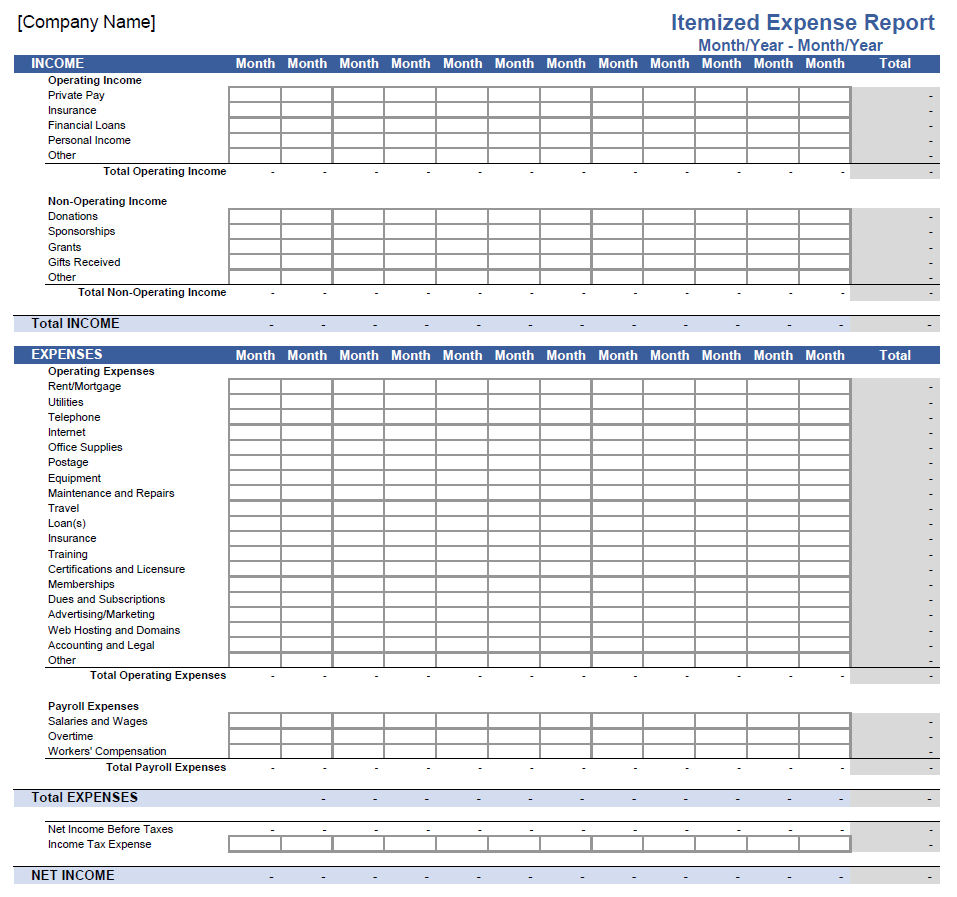 [Company Name]
Itemized Expense Report
Month/Year - Month/Year
INCOME Month Month Month Month Month Month Month Month Month Month Month Month Total
Operating Income
Private Pay -
Insurance -
Financial Loans -
Personal Income -
Other -
Total Operating Income - - - - - - - - - - - - -
Non-Operating Income
Donations -
Sponsorships -
Grants -
Gifts Received -
Other -
Total Non-Operating Income - - - - - - - - - - - - -
Total INCOME - - - - - - - - - - - - -
EXPENSES Month Month Month Month Month Month Month Month Month Month Month Month Total
Operating Expenses
Rent/Mortgage -
Utilities -
Telephone -
Internet -
Office Supplies -
Postage -
Equipment -
Maintenance and Repairs -
Travel -
Loan(s) -
Insurance -
Training -
Certifications and Licensure -
Memberships -
Dues and Subscriptions -
Advertising/Marketing -
Web Hosting and Domains -
Accounting and Legal -
Other -
Total Operating Expenses - - - - - - - - - - - - -
Payroll Expenses
Salaries and Wages -
Overtime -
Workers' Compensation -
Total Payroll Expenses - - - - - - - - - - - - -
Total EXPENSES - - - - - - - - - - - -
Net Income Before Taxes - - - - - - - - - - - - -
Income Tax Expense -
NET INCOME - - - - - - - - - - - - -